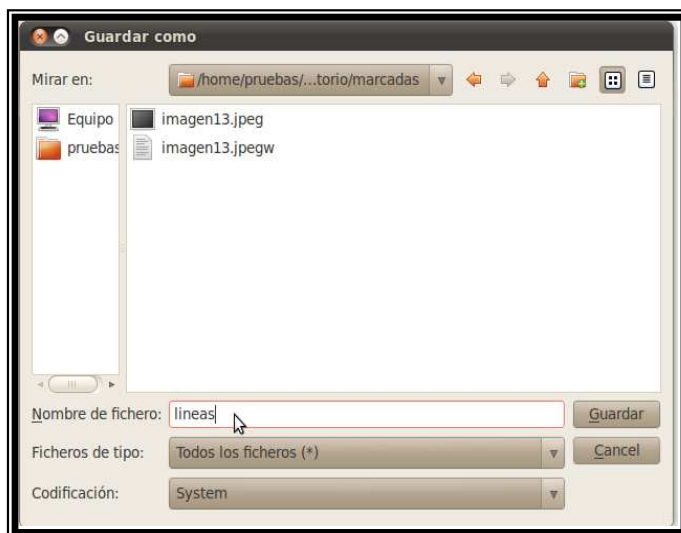 Guardar como
Mirar en: /home/pruebas/...torio/marcadas
Equipo
pruebas
imagen13.jpeg
imagen13.jpegw
Nombre de fichero: lineas Guardar
Ficheros de tipo: Todos los ficheros (*) Cancel
Codificación: System